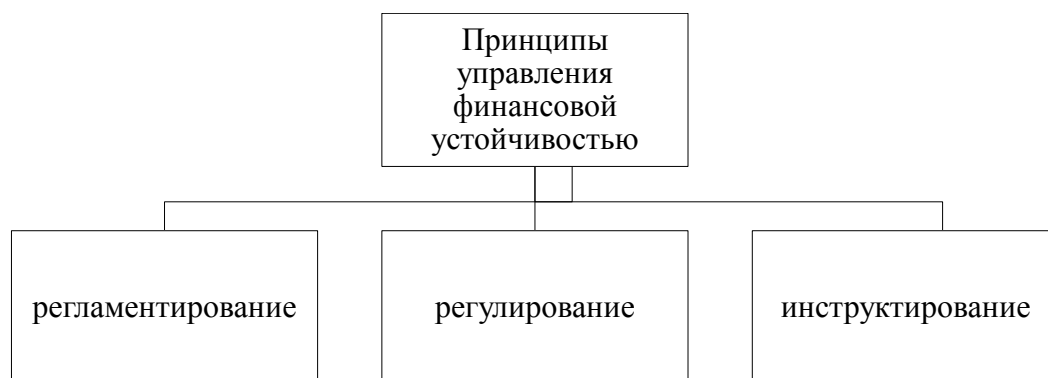 Принципы
управления
финансовой
устойчивостью
регламентирование
регулирование
инструктирование